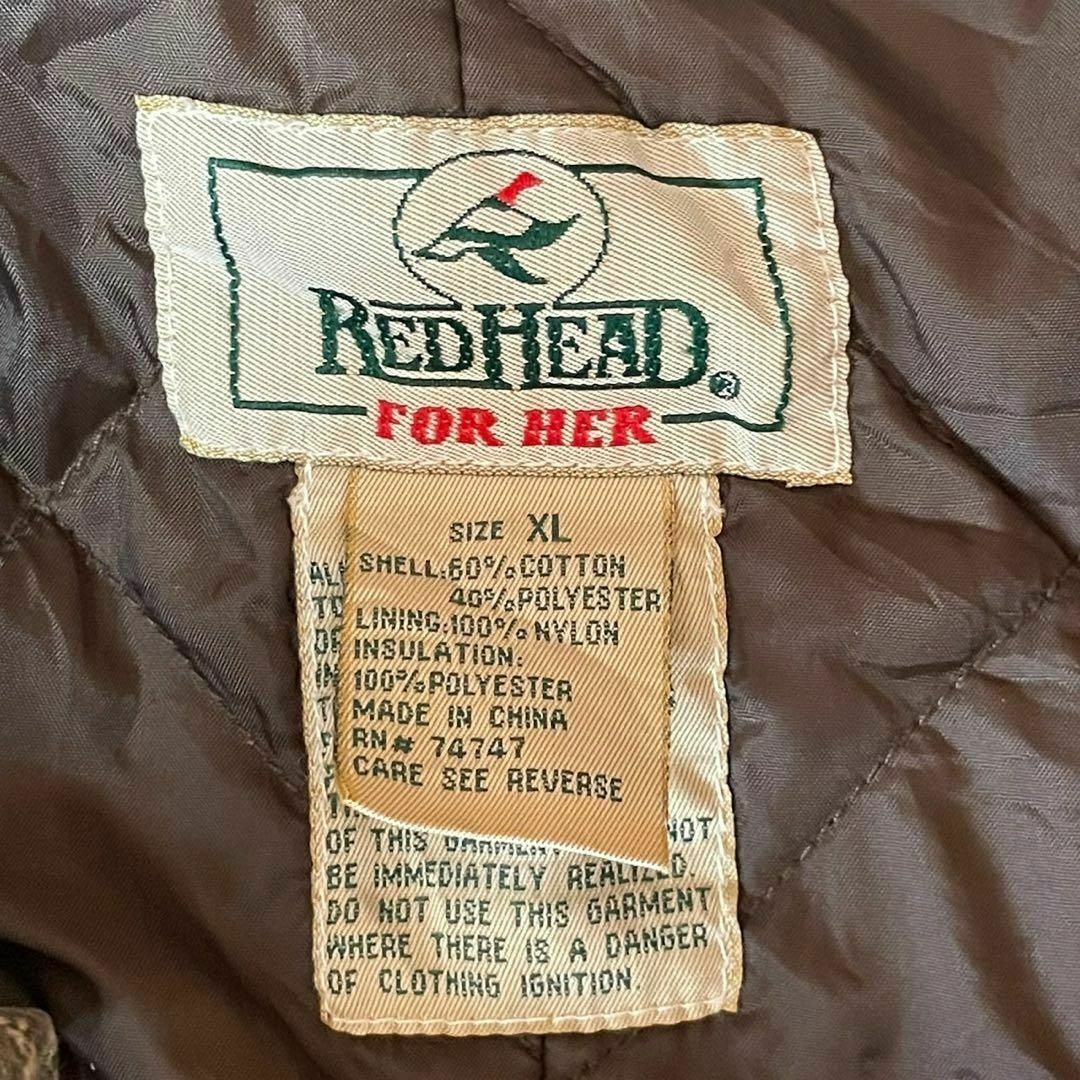 REDHEAD®
FOR HER
SIZE XL
SHELL:60%COTTON
40%POLYESTER
LINING:100%NYLON
INSULATION:
100%POLYESTER
MADE IN CHINA
RN# 74747
CARE SEE REVERSE
OF THIS GARMENT NOT
BE IMMEDIATELY REALIZED.
DO NOT USE THIS GARMENT
WHERE THERE IS A DANGER
OF CLOTHING IGNITION.